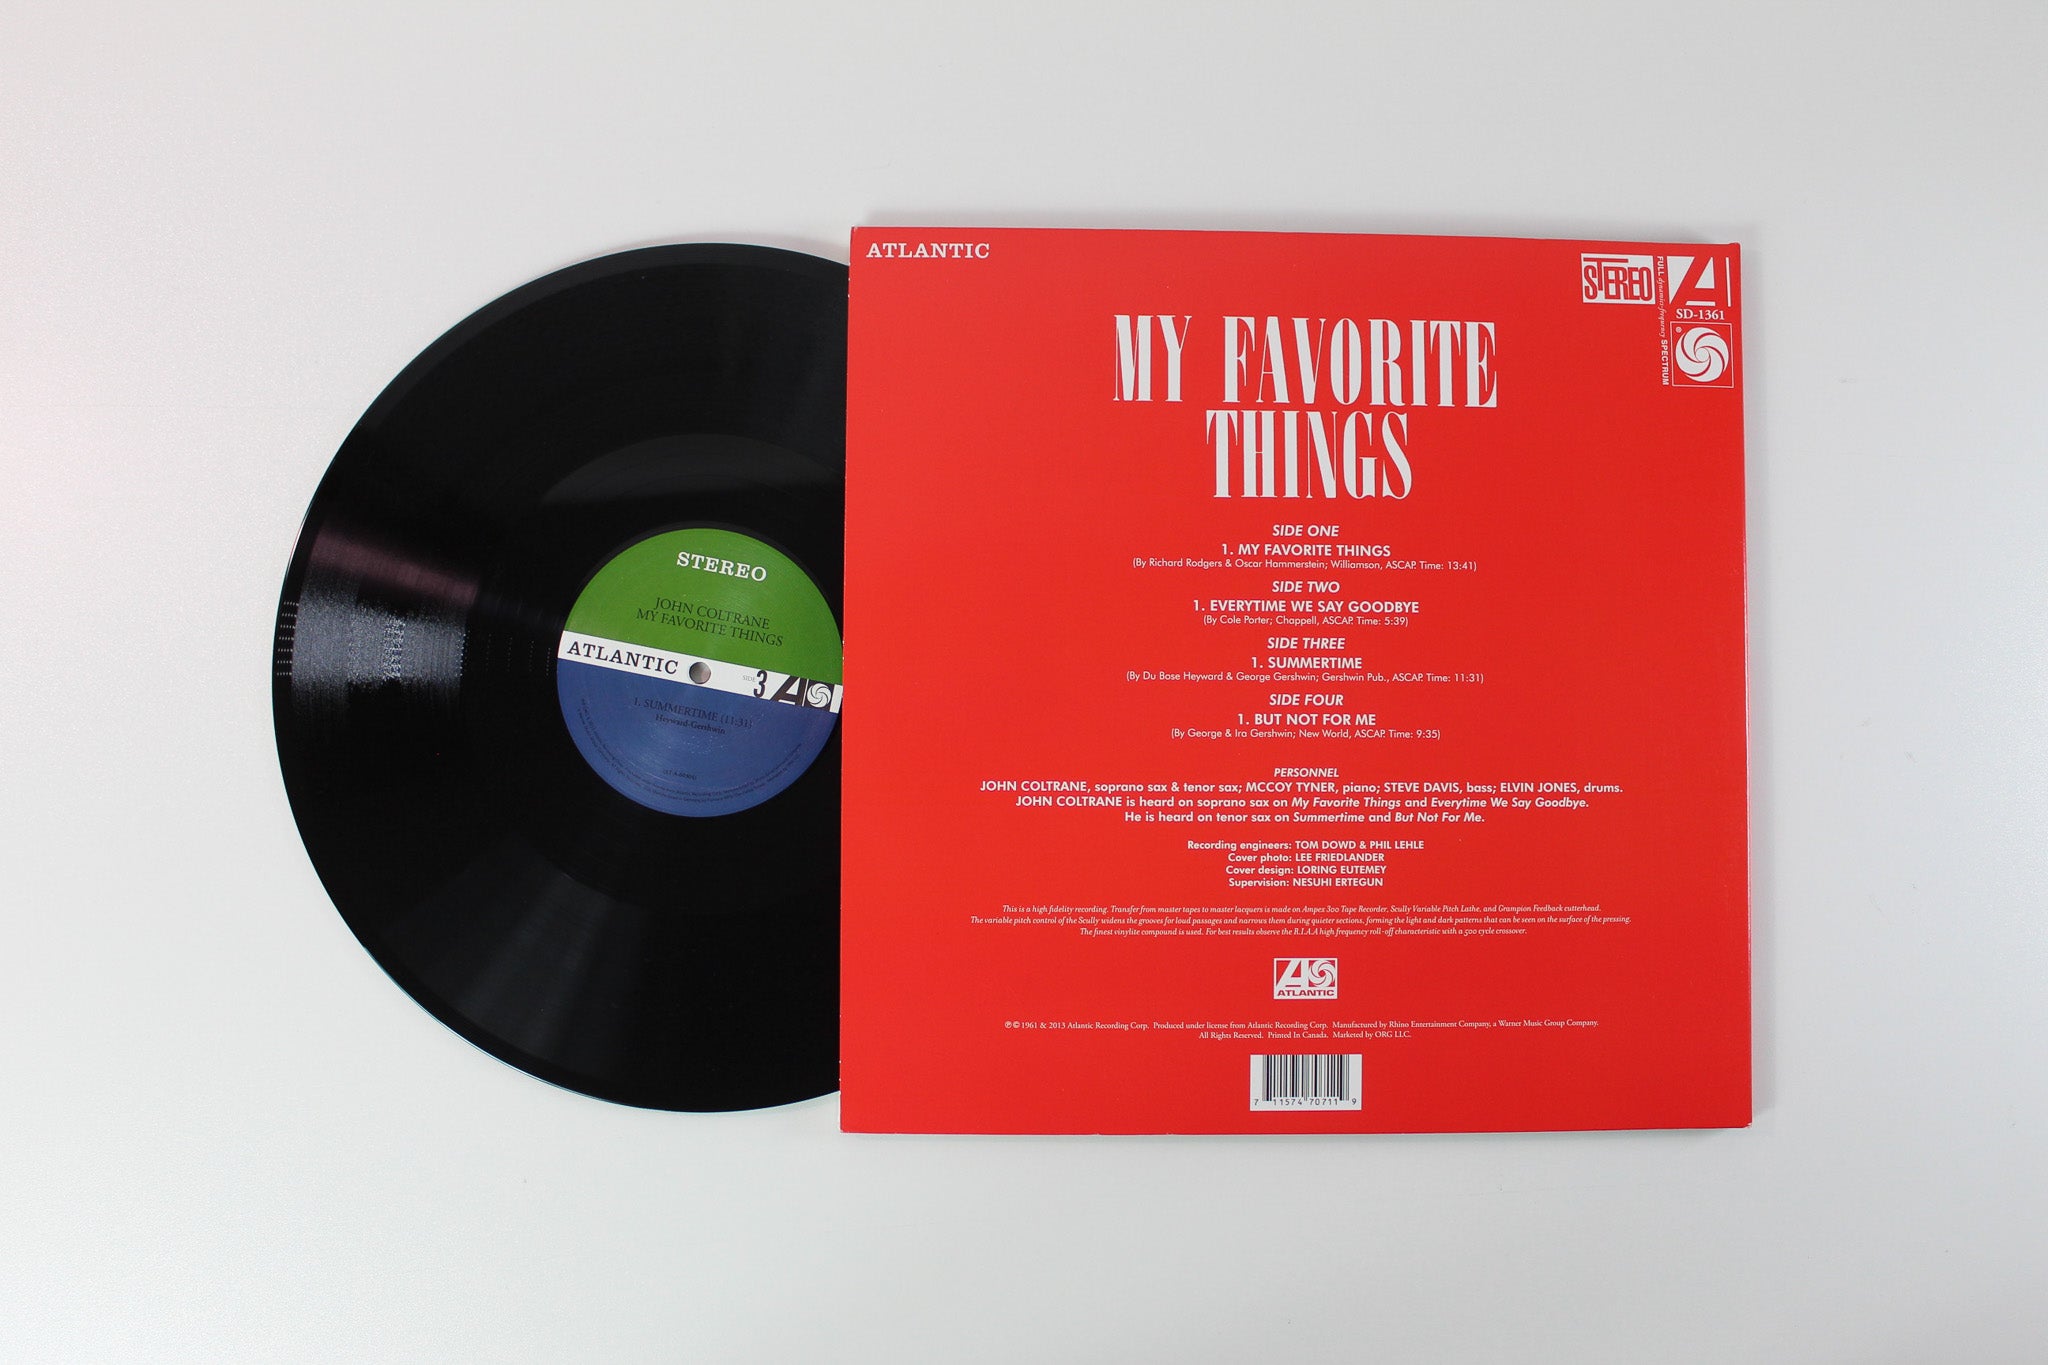 STEREO
JOHN COLTRANE
MY FAVORITE THINGS
ATLANTIC
SIDE 3
1. SUMMERTIME (11:31)
Heyward-Gershwin
ATLANTIC
STEREO
FULL dynamics-frequency SPECTRUM
SD-1361
®
MY FAVORITE
THINGS
SIDE ONE
1. MY FAVORITE THINGS
(By Richard Rodgers & Oscar Hammerstein; Williamson, ASCAP. Time: 13:41)
SIDE TWO
1. EVERYTIME WE SAY GOODBYE
(By Cole Porter; Chappell, ASCAP. Time: 5:39)
SIDE THREE
1. SUMMERTIME
(By Du Bose Heyward & George Gershwin; Gershwin Pub., ASCAP. Time: 11:31)
SIDE FOUR
1. BUT NOT FOR ME
(By George & Ira Gershwin; New World, ASCAP. Time: 9:35)
PERSONNEL
JOHN COLTRANE, soprano sax & tenor sax; MCCOY TYNER, piano; STEVE DAVIS, bass; ELVIN JONES, drums.
JOHN COLTRANE is heard on soprano sax on My Favorite Things and Everytime We Say Goodbye.
He is heard on tenor sax on Summertime and But Not For Me.
Recording engineers: TOM DOWD & PHIL LEHLE
Cover photo: LEE FRIEDLANDER
Cover design: LORING EUTEMEY
Supervision: NESUHI ERTEGUN
This is a high fidelity recording. Transfer from master tapes to master lacquers is made on Ampex 300 Tape Recorder, Scully Variable Pitch Lathe, and Grampion Feedback cutterhead.
The variable pitch control of the Scully widens the grooves for loud passages and narrows them during quieter sections, forming the light and dark patterns that can be seen on the surface of the pressing.
The finest vinylite compound is used. For best results observe the R.I.A.A high frequency roll-off characteristic with a 500 cycle crossover.
ATLANTIC
℗ © 1961 & 2013 Atlantic Recording Corp. Produced under license from Atlantic Recording Corp. Manufactured by Rhino Entertainment Company, a Warner Music Group Company.
All Rights Reserved. Printed In Canada. Marketed by ORG LLC.
7 11574 70711 9